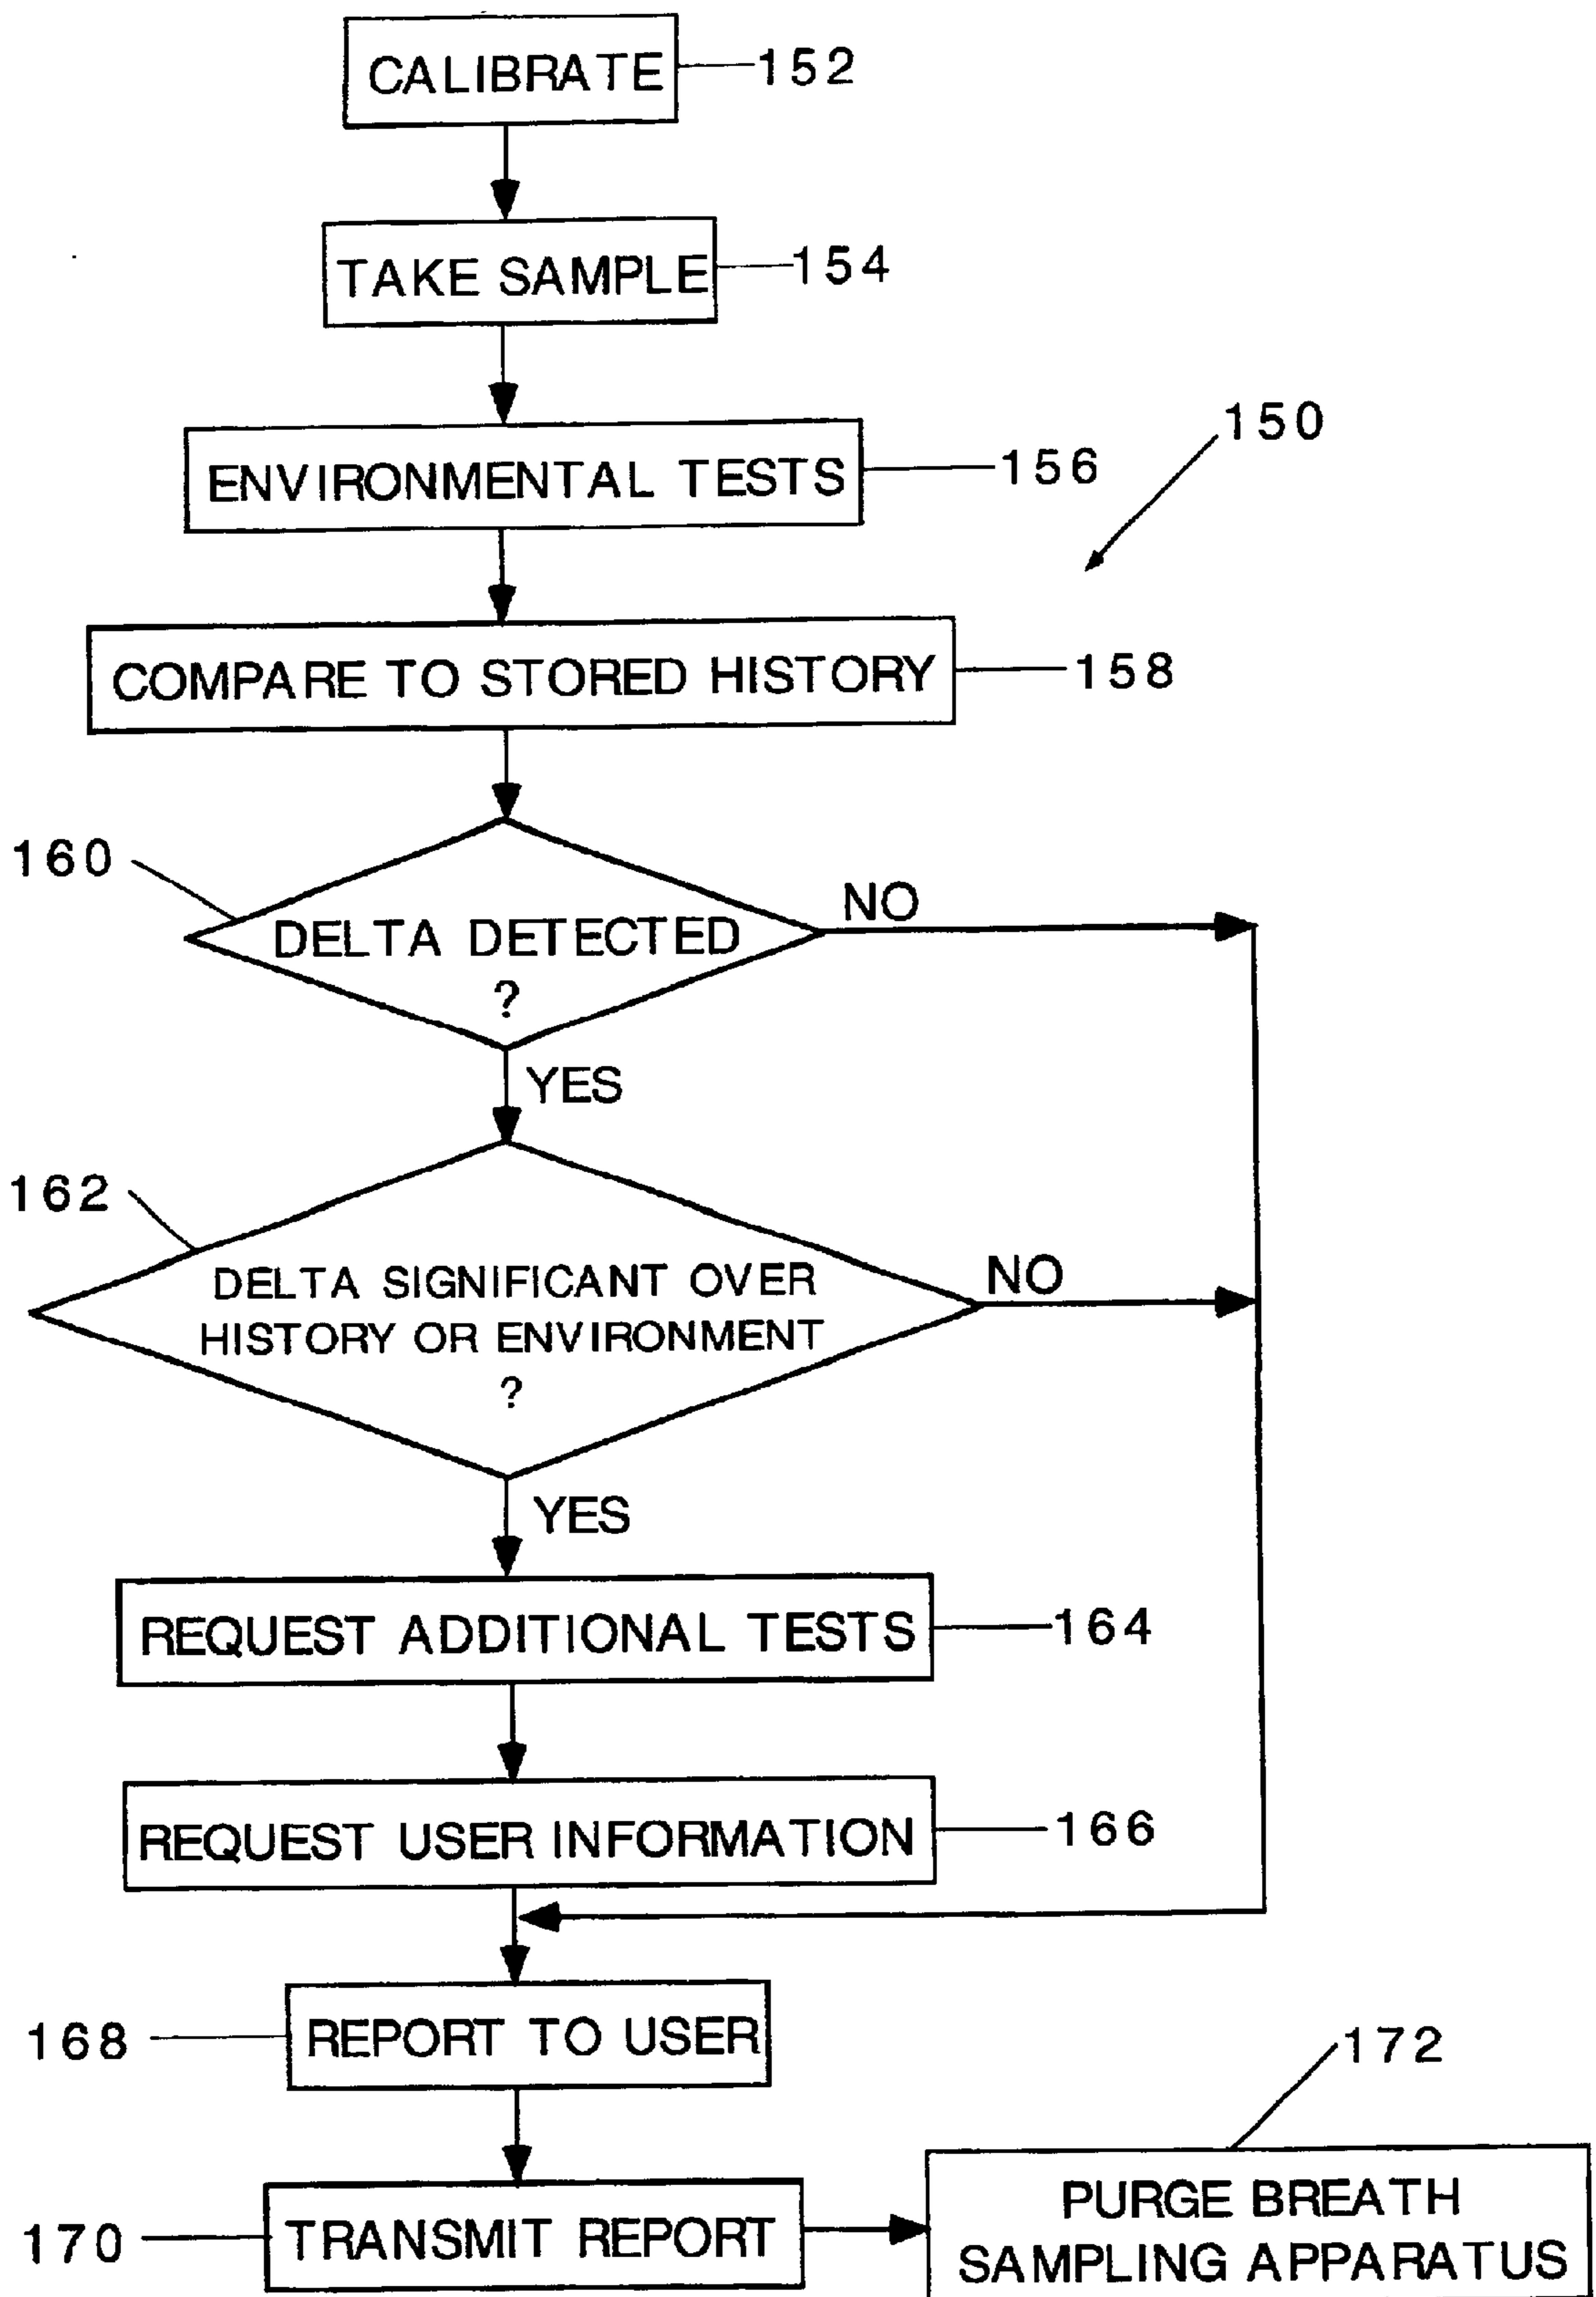 CALIBRATE
152
TAKE SAMPLE
154
ENVIRONMENTAL TESTS
156
150
COMPARE TO STORED HISTORY
158
160
DELTA DETECTED
?
NO
YES
162
DELTA SIGNIFICANT OVER
HISTORY OR ENVIRONMENT
?
NO
YES
REQUEST ADDITIONAL TESTS
164
REQUEST USER INFORMATION
166
168
REPORT TO USER
170
TRANSMIT REPORT
172
PURGE BREATH
SAMPLING APPARATUS